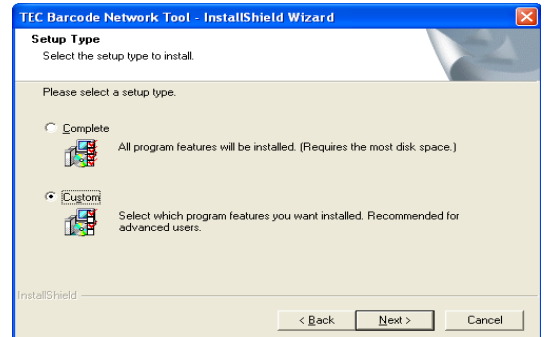 TEC Barcode Network Tool - InstallShield Wizard
Setup Type
Select the setup type to install.
Please select a setup type.
Complete
All program features will be installed. (Requires the most disk space.)
Custom
Select which program features you want installed. Recommended for
advanced users.
InstallShield
< Back Next > Cancel